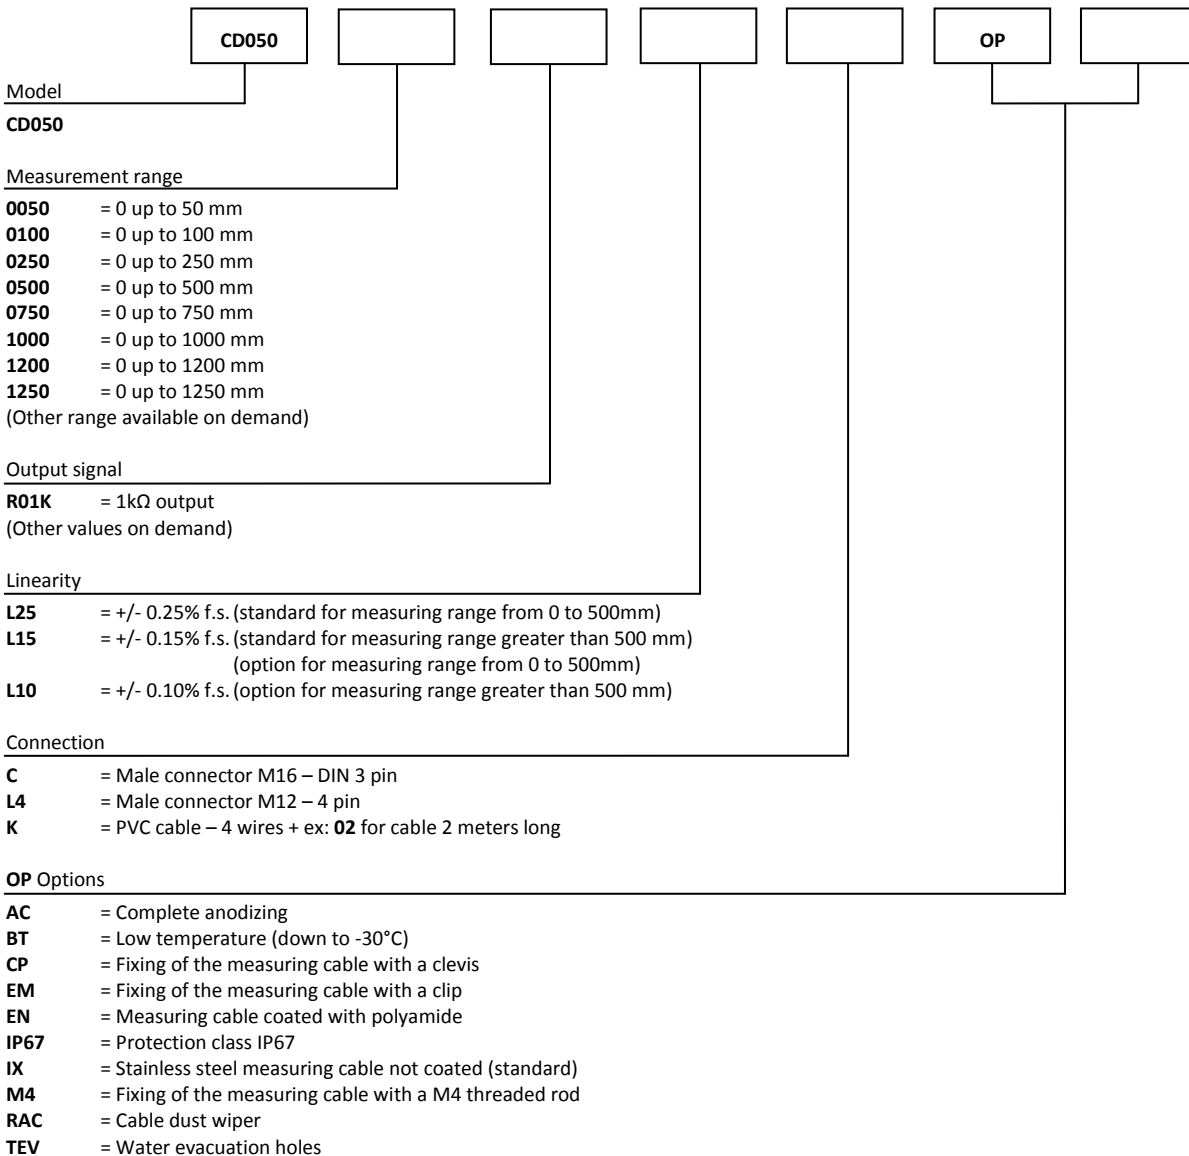 CD050 OP
Model
CD050
Measurement range
0050 = 0 up to 50 mm
0100 = 0 up to 100 mm
0250 = 0 up to 250 mm
0500 = 0 up to 500 mm
0750 = 0 up to 750 mm
1000 = 0 up to 1000 mm
1200 = 0 up to 1200 mm
1250 = 0 up to 1250 mm
(Other range available on demand)
Output signal
R01K = 1kΩ output
(Other values on demand)
Linearity
L25 = +/- 0.25% f.s. (standard for measuring range from 0 to 500mm)
L15 = +/- 0.15% f.s. (standard for measuring range greater than 500 mm)
(option for measuring range from 0 to 500mm)
L10 = +/- 0.10% f.s. (option for measuring range greater than 500 mm)
Connection
C = Male connector M16 – DIN 3 pin
L4 = Male connector M12 – 4 pin
K = PVC cable – 4 wires + ex: 02 for cable 2 meters long
OP Options
AC = Complete anodizing
BT = Low temperature (down to -30°C)
CP = Fixing of the measuring cable with a clevis
EM = Fixing of the measuring cable with a clip
EN = Measuring cable coated with polyamide
IP67 = Protection class IP67
IX = Stainless steel measuring cable not coated (standard)
M4 = Fixing of the measuring cable with a M4 threaded rod
RAC = Cable dust wiper
TEV = Water evacuation holes